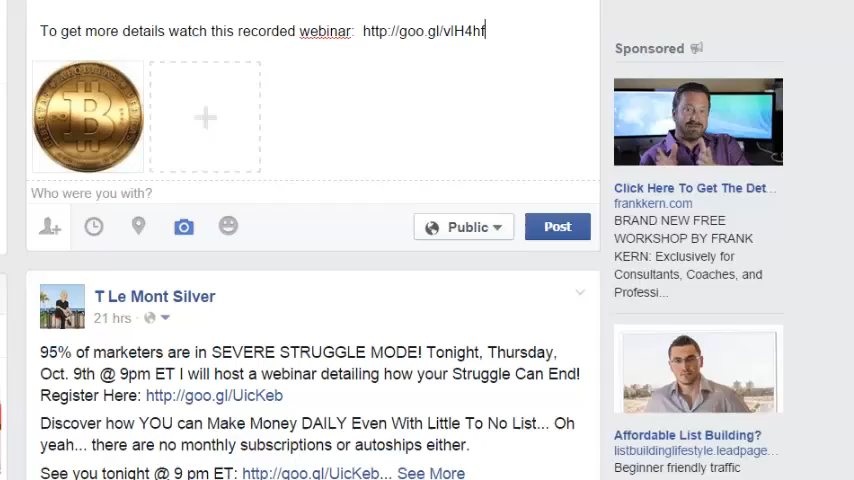 To get more details watch this recorded webinar: http://goo.gl/vlH4hf
Who were you with?
Public
Post
T Le Mont Silver
21 hrs
95% of marketers are in SEVERE STRUGGLE MODE! Tonight, Thursday,
Oct. 9th @ 9pm ET I will host a webinar detailing how your Struggle Can End!
Register Here: http://goo.gl/UicKeb
Discover how YOU can Make Money DAILY Even With Little To No List... Oh
yeah... there are no monthly subscriptions or autoships either.
See you tonight @ 9 pm ET: http://goo.gl/UicKeb... See More
Sponsored
Click Here To Get The Det...
frankkern.com
BRAND NEW FREE
WORKSHOP BY FRANK
KERN: Exclusively for
Consultants, Coaches, and
Professi...
Affordable List Building?
listbuildinglifestyle.leadpage...
Beginner friendly traffic